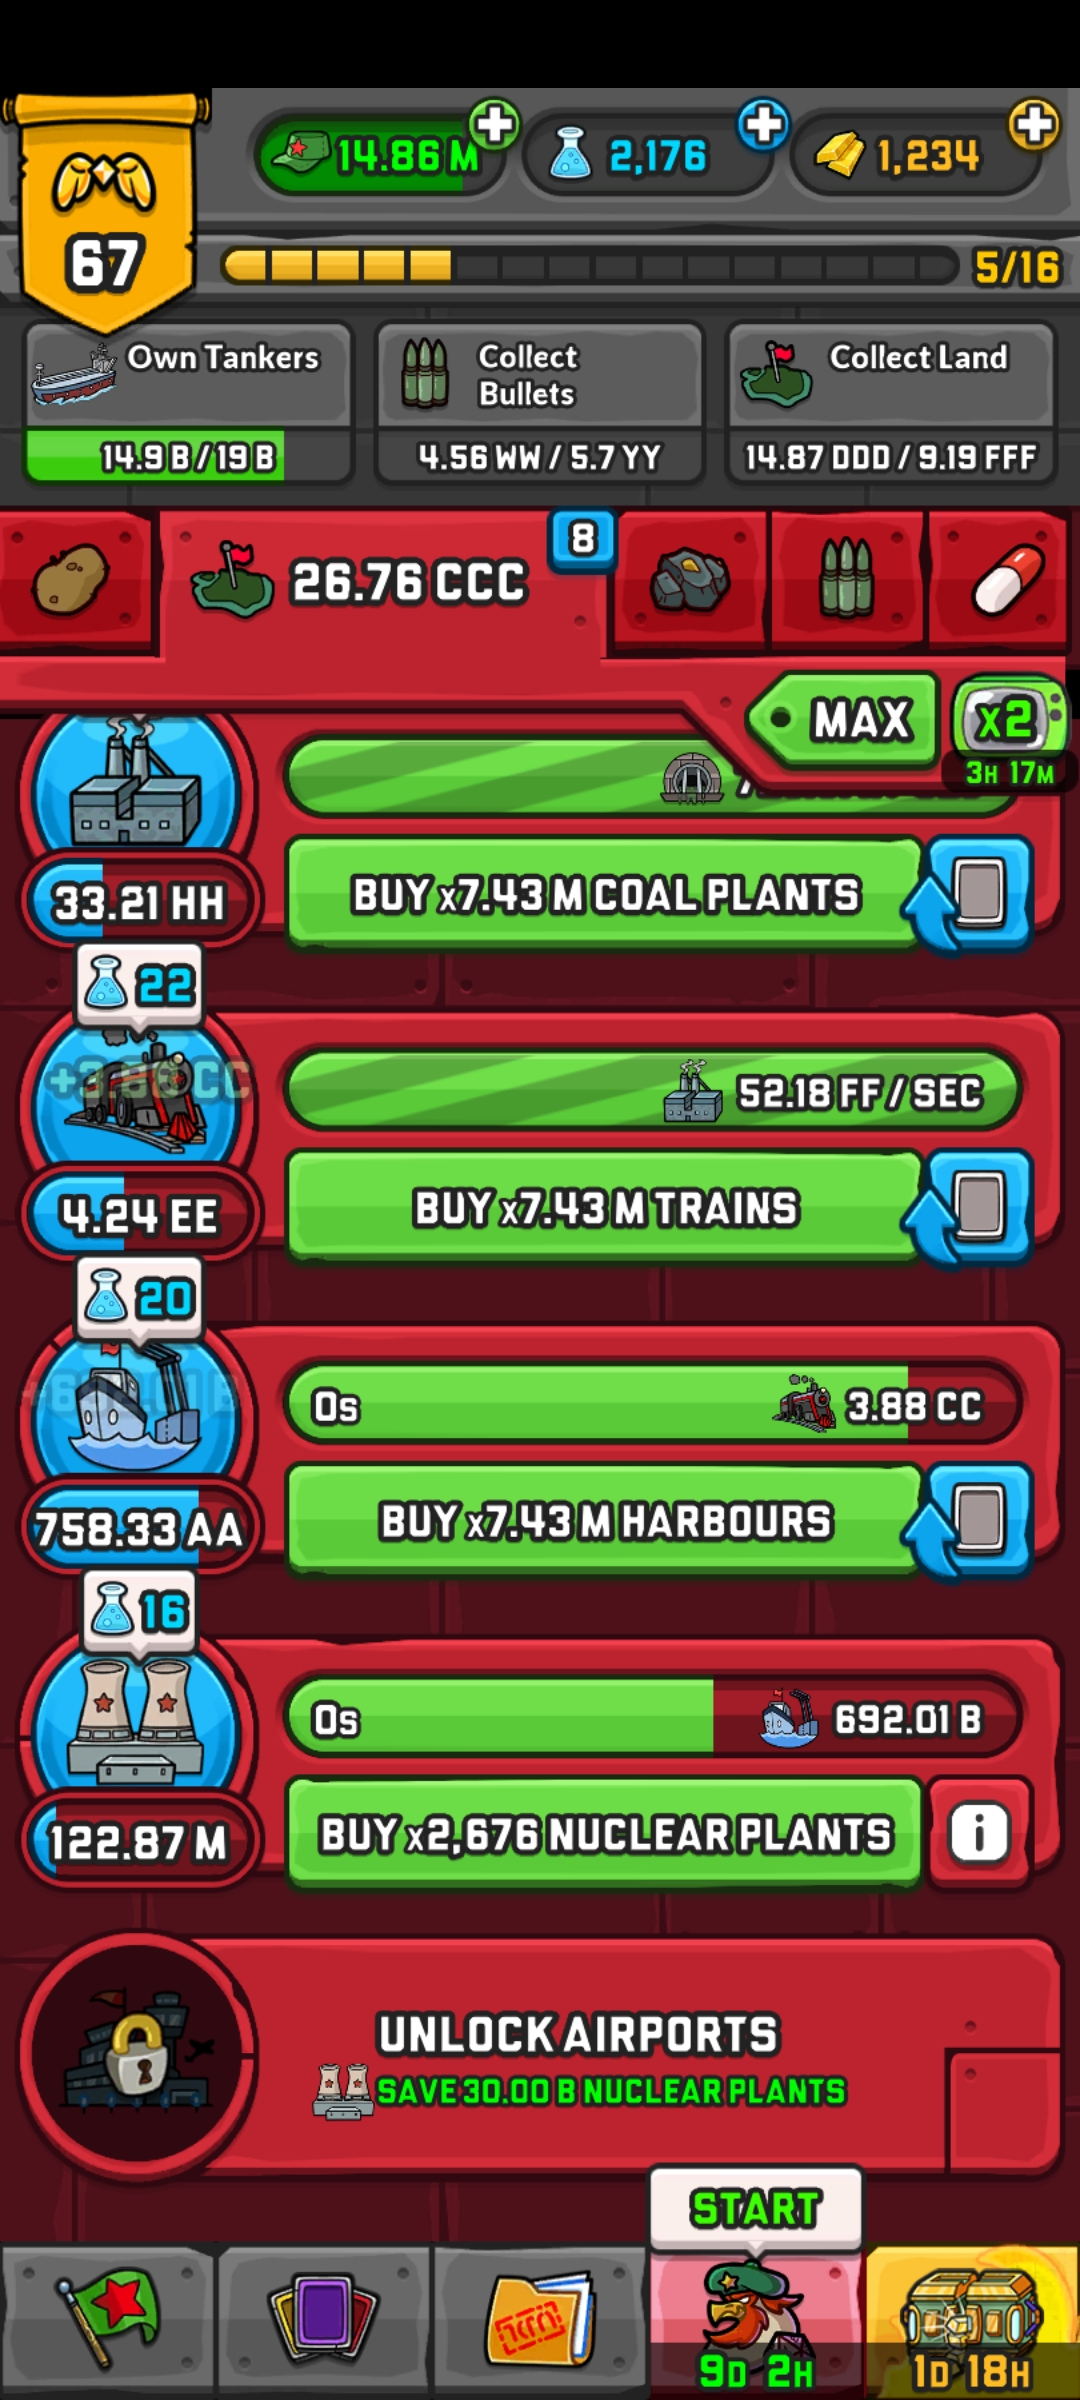 14.86 M
2,176
1,234
67
5/16
Own Tankers
14.9 B / 19 B
Collect
Bullets
4.56 WW / 5.7 YY
Collect Land
14.87 DDD / 9.19 FFF
26.76 CCC
8
MAX
x2
3H 17M
33.21 HH
BUY x7.43 M COAL PLANTS
22
52.18 FF / SEC
4.24 EE
BUY x7.43 M TRAINS
20
0s
3.88 CC
758.33 AA
BUY x7.43 M HARBOURS
16
0s
692.01 B
122.87 M
BUY x2,676 NUCLEAR PLANTS
i
UNLOCK AIRPORTS
SAVE 30.00 B NUCLEAR PLANTS
START
9D 2H
1D 18H